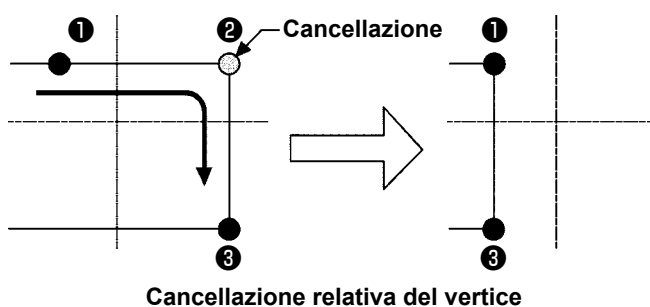 ❶ ❷ Cancellazione ❶
❸ ❸
Cancellazione relativa del vertice